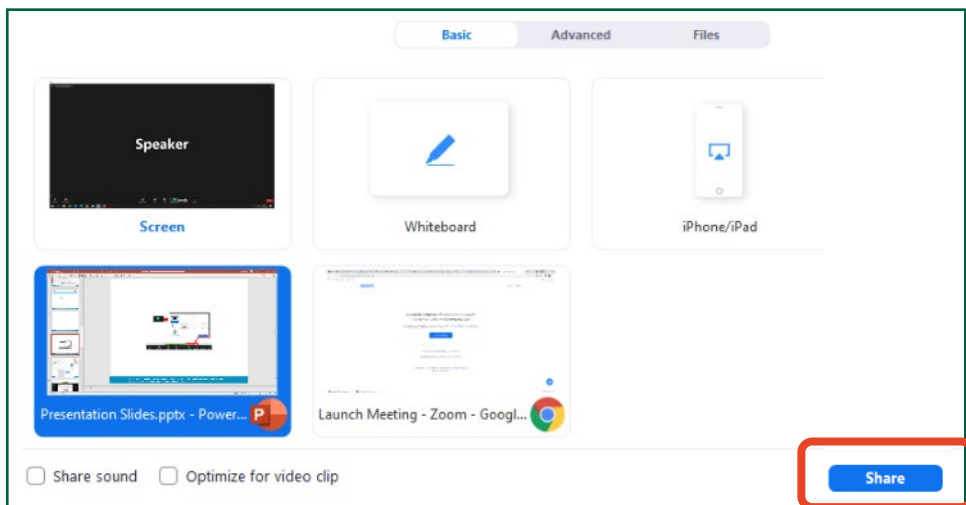 Basic Advanced Files
Speaker
Screen Whiteboard iPhone/iPad
Presentation Slides.pptx - Power... P
Launch Meeting - Zoom - Googl...
Share sound Optimize for video clip Share